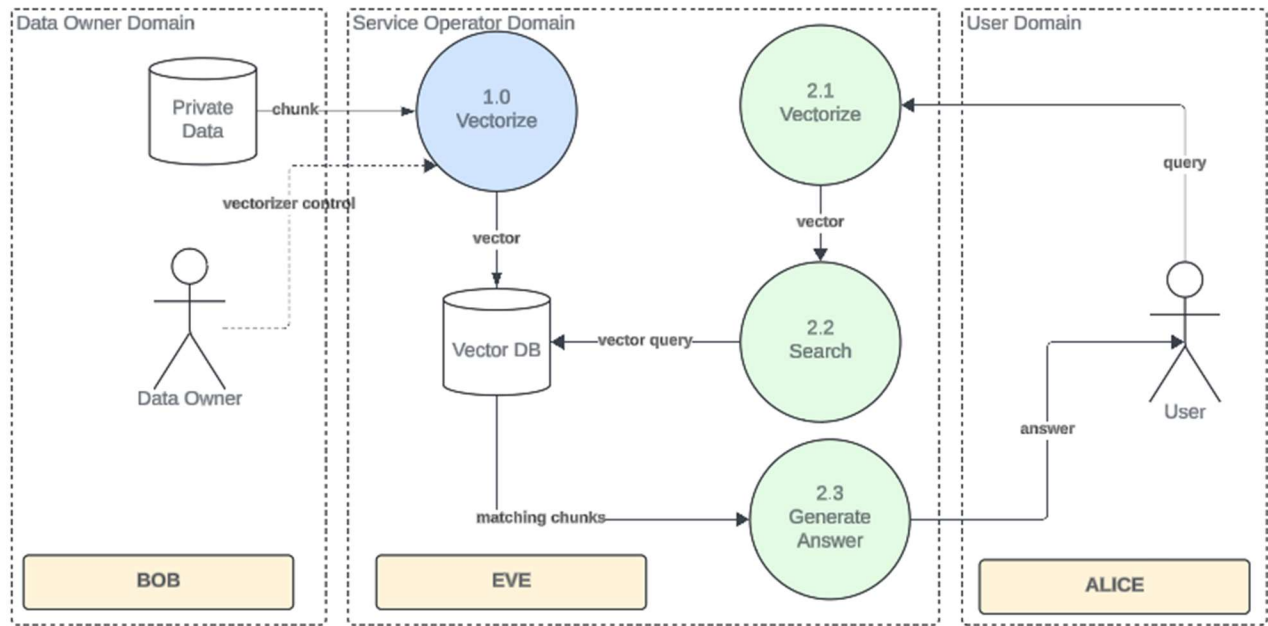 Data Owner Domain
Service Operator Domain
User Domain
Private
Data
chunk
1.0
Vectorize
2.1
Vectorize
query
vectorizer control
vector
vector
Data Owner
Vector DB
vector query
2.2
Search
User
answer
matching chunks
2.3
Generate
Answer
BOB
EVE
ALICE